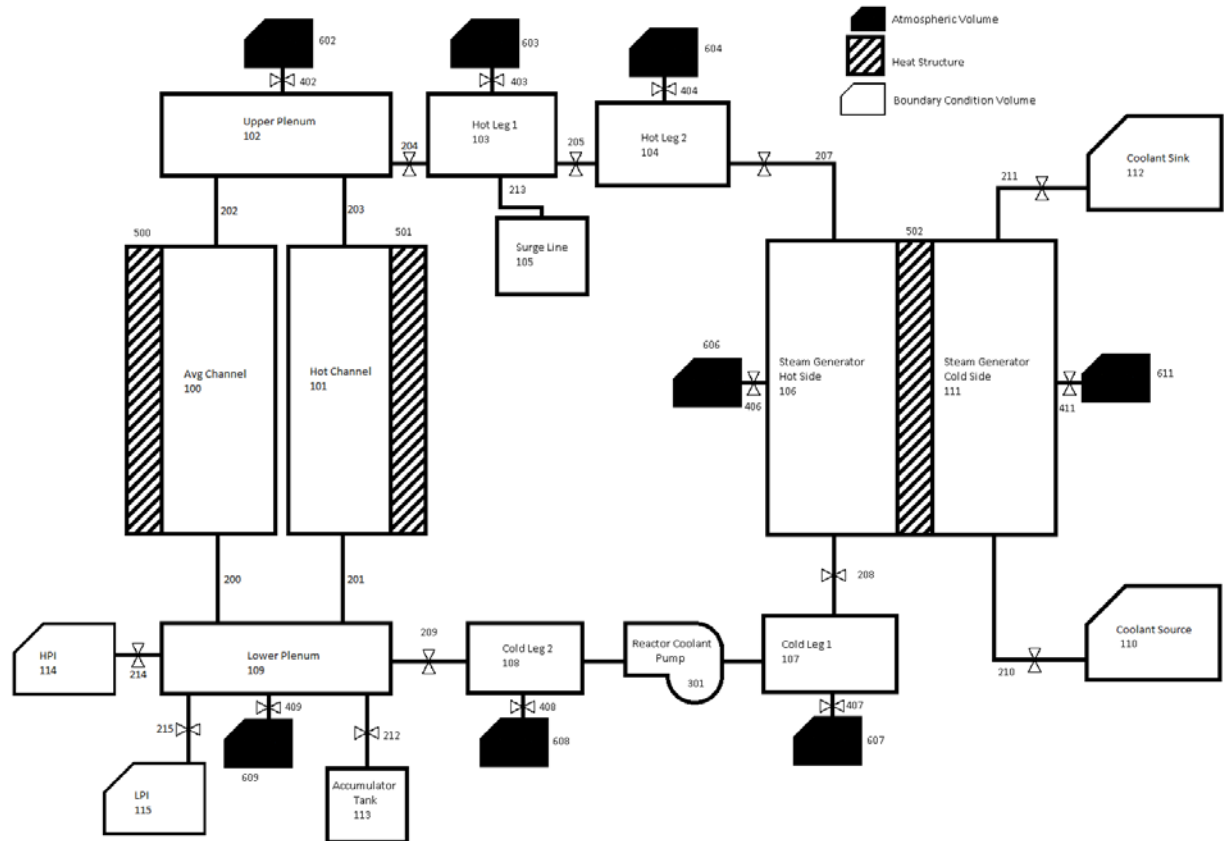 602
603
604
Atmospheric Volume
Heat Structure
Boundary Condition Volume
402
403
404
Upper Plenum
102
Hot Leg 1
103
Hot Leg 2
104
204
205
207
213
211
Coolant Sink
112
202
203
500
501
502
Surge Line
105
Avg Channel
100
Hot Channel
101
606
406
Steam Generator
Hot Side
106
Steam Generator
Cold Side
111
611
411
200
201
208
209
210
HPI
114
214
Lower Plenum
109
Cold Leg 2
108
Reactor Coolant
Pump
301
Cold Leg 1
107
Coolant Source
110
215
409
212
408
407
609
608
607
LPI
115
Accumulator
Tank
113